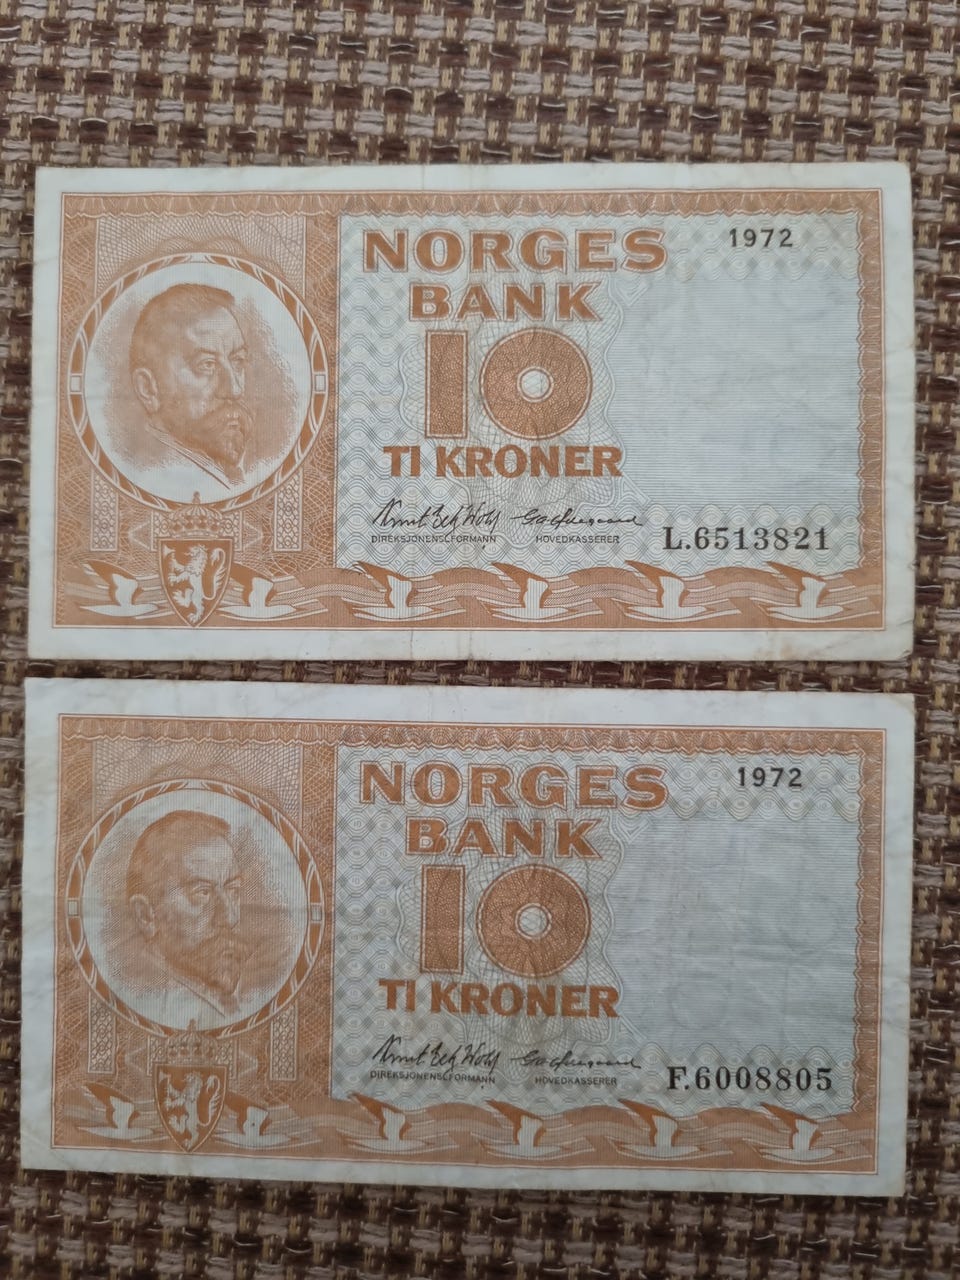 NORGES
1972
BANK
10
TI KRONER
DIREKSJONENS FORMANN
HOVEDKASSERER
L.6513821
NORGES
1972
BANK
10
TI KRONER
DIREKSJONENS FORMANN
HOVEDKASSERER
F.6008805